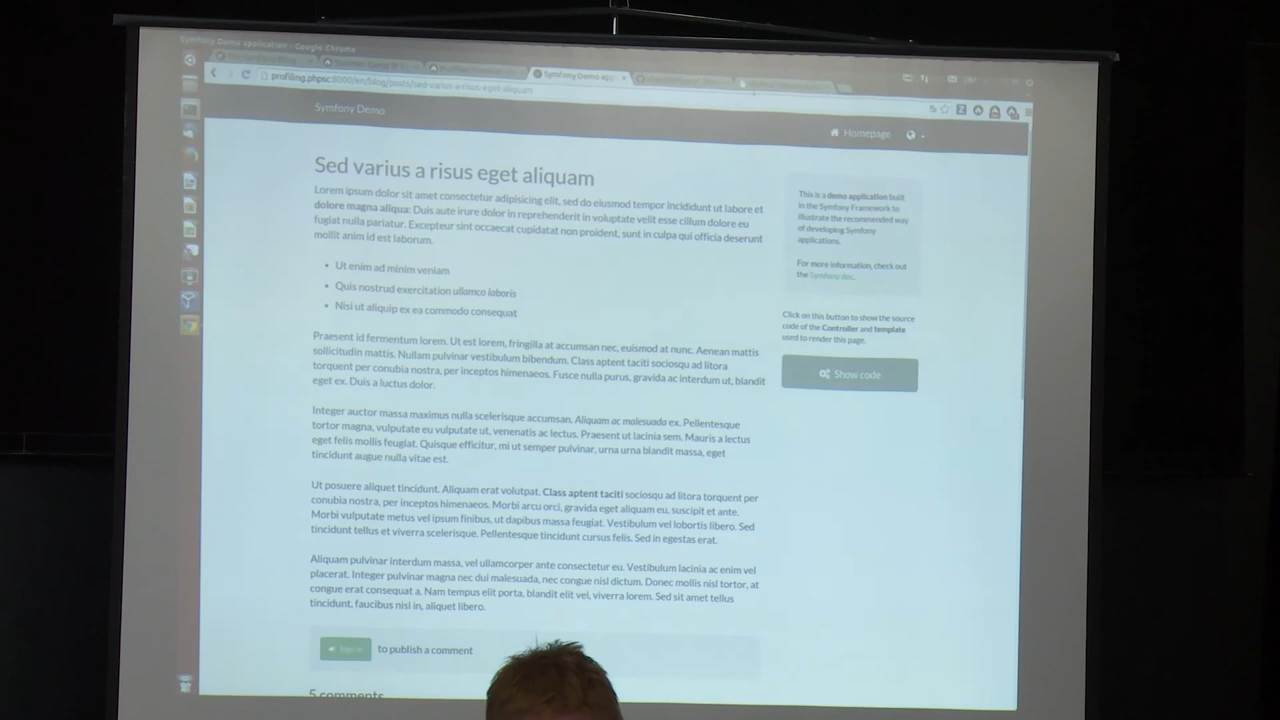 Symfony Demo application - Google Chrome
Symfony Demo app
profiling.phpsc:8000/en/blog/posts/sed-varius-a-risus-eget-aliquam
Symfony Demo
Homepage
Sed varius a risus eget aliquam
Lorem ipsum dolor sit amet consectetur adipisicing elit, sed do eiusmod tempor incididunt ut labore et
dolore magna aliqua: Duis aute irure dolor in reprehenderit in voluptate velit esse cillum dolore eu
fugiat nulla pariatur. Excepteur sint occaecat cupidatat non proident, sunt in culpa qui officia deserunt
mollit anim id est laborum.
• Ut enim ad minim veniam
• Quis nostrud exercitation ullamco laboris
• Nisi ut aliquip ex ea commodo consequat
Praesent id fermentum lorem. Ut est lorem, fringilla at accumsan nec, euismod at nunc. Aenean mattis
sollicitudin mattis. Nullam pulvinar vestibulum bibendum. Class aptent taciti sociosqu ad litora
torquent per conubia nostra, per inceptos himenaeos. Fusce nulla purus, gravida ac interdum ut, blandit
eget ex. Duis a luctus dolor.
Integer auctor massa maximus nulla scelerisque accumsan. Aliquam ac malesuada ex. Pellentesque
tortor magna, vulputate eu vulputate ut, venenatis ac lectus. Praesent ut lacinia sem. Mauris a lectus
eget felis mollis feugiat. Quisque efficitur, mi ut semper pulvinar, urna urna blandit massa, eget
tincidunt augue nulla vitae est.
Ut posuere aliquet tincidunt. Aliquam erat volutpat. Class aptent taciti sociosqu ad litora torquent per
conubia nostra, per inceptos himenaeos. Morbi arcu orci, gravida eget aliquam eu, suscipit et ante.
Morbi vulputate metus vel ipsum finibus, ut dapibus massa feugiat. Vestibulum vel lobortis libero. Sed
tincidunt tellus et viverra scelerisque. Pellentesque tincidunt cursus felis. Sed in egestas erat.
Aliquam pulvinar interdum massa, vel ullamcorper ante consectetur eu. Vestibulum lacinia ac enim vel
placerat. Integer pulvinar magna nec dui malesuada, nec congue nisl dictum. Donec mollis nisl tortor, at
congue erat consequat a. Nam tempus elit porta, blandit elit vel, viverra lorem. Sed sit amet tellus
tincidunt, faucibus nisl in, aliquet libero.
Sign in to publish a comment
5 comments
This is a demo application built
in the Symfony Framework to
illustrate the recommended way
of developing Symfony
applications.
For more information, check out
the Symfony doc.
Click on this button to show the source
code of the Controller and template
used to render this page.
Show code